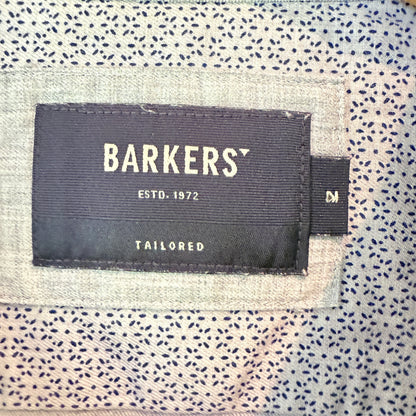 BARKERS
ESTD. 1972
TAILORED
M